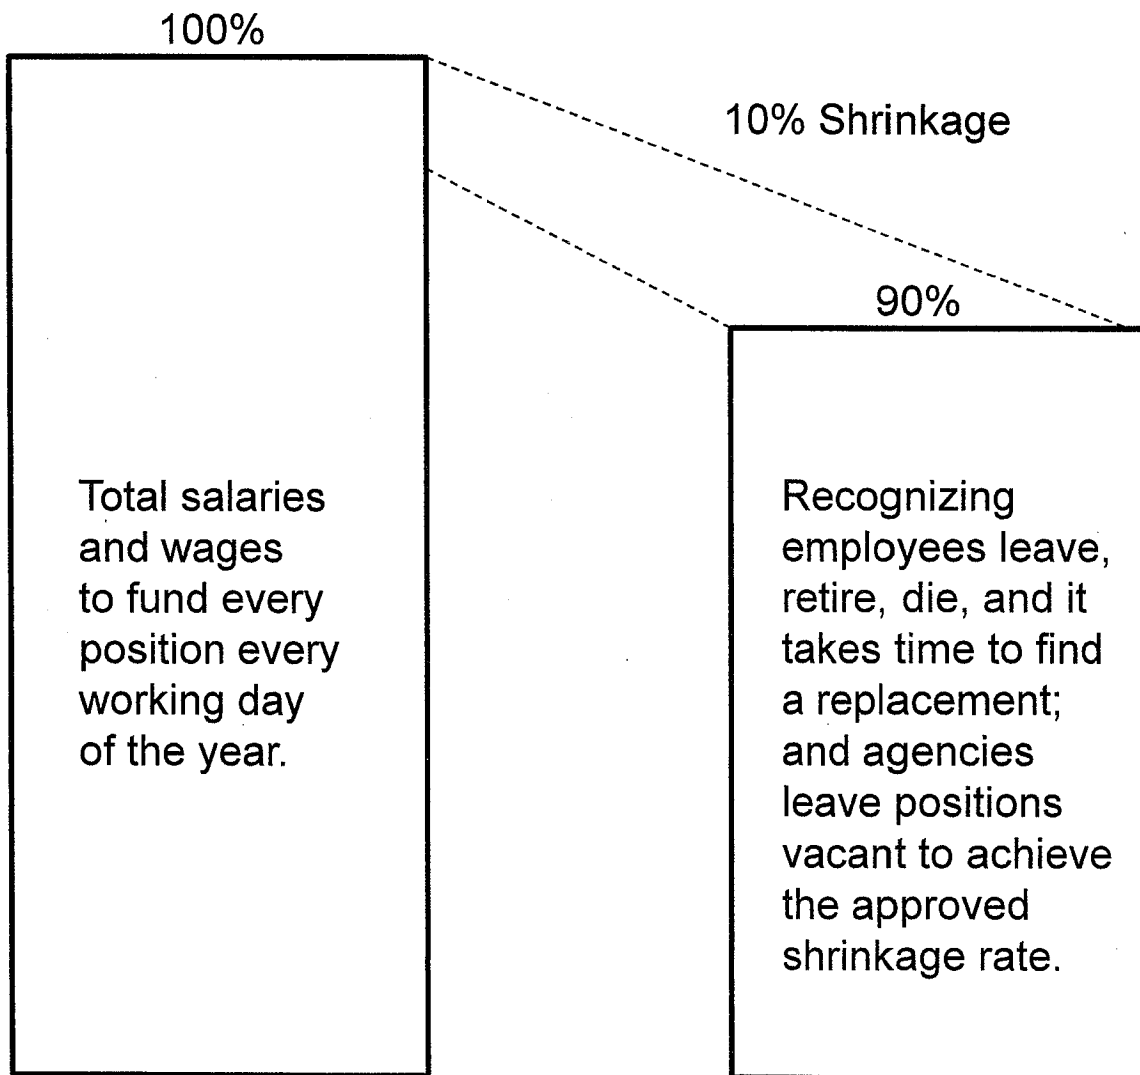 100%
10% Shrinkage
90%
Total salaries
and wages
to fund every
position every
working day
of the year.
Recognizing
employees leave,
retire, die, and it
takes time to find
a replacement;
and agencies
leave positions
vacant to achieve
the approved
shrinkage rate.